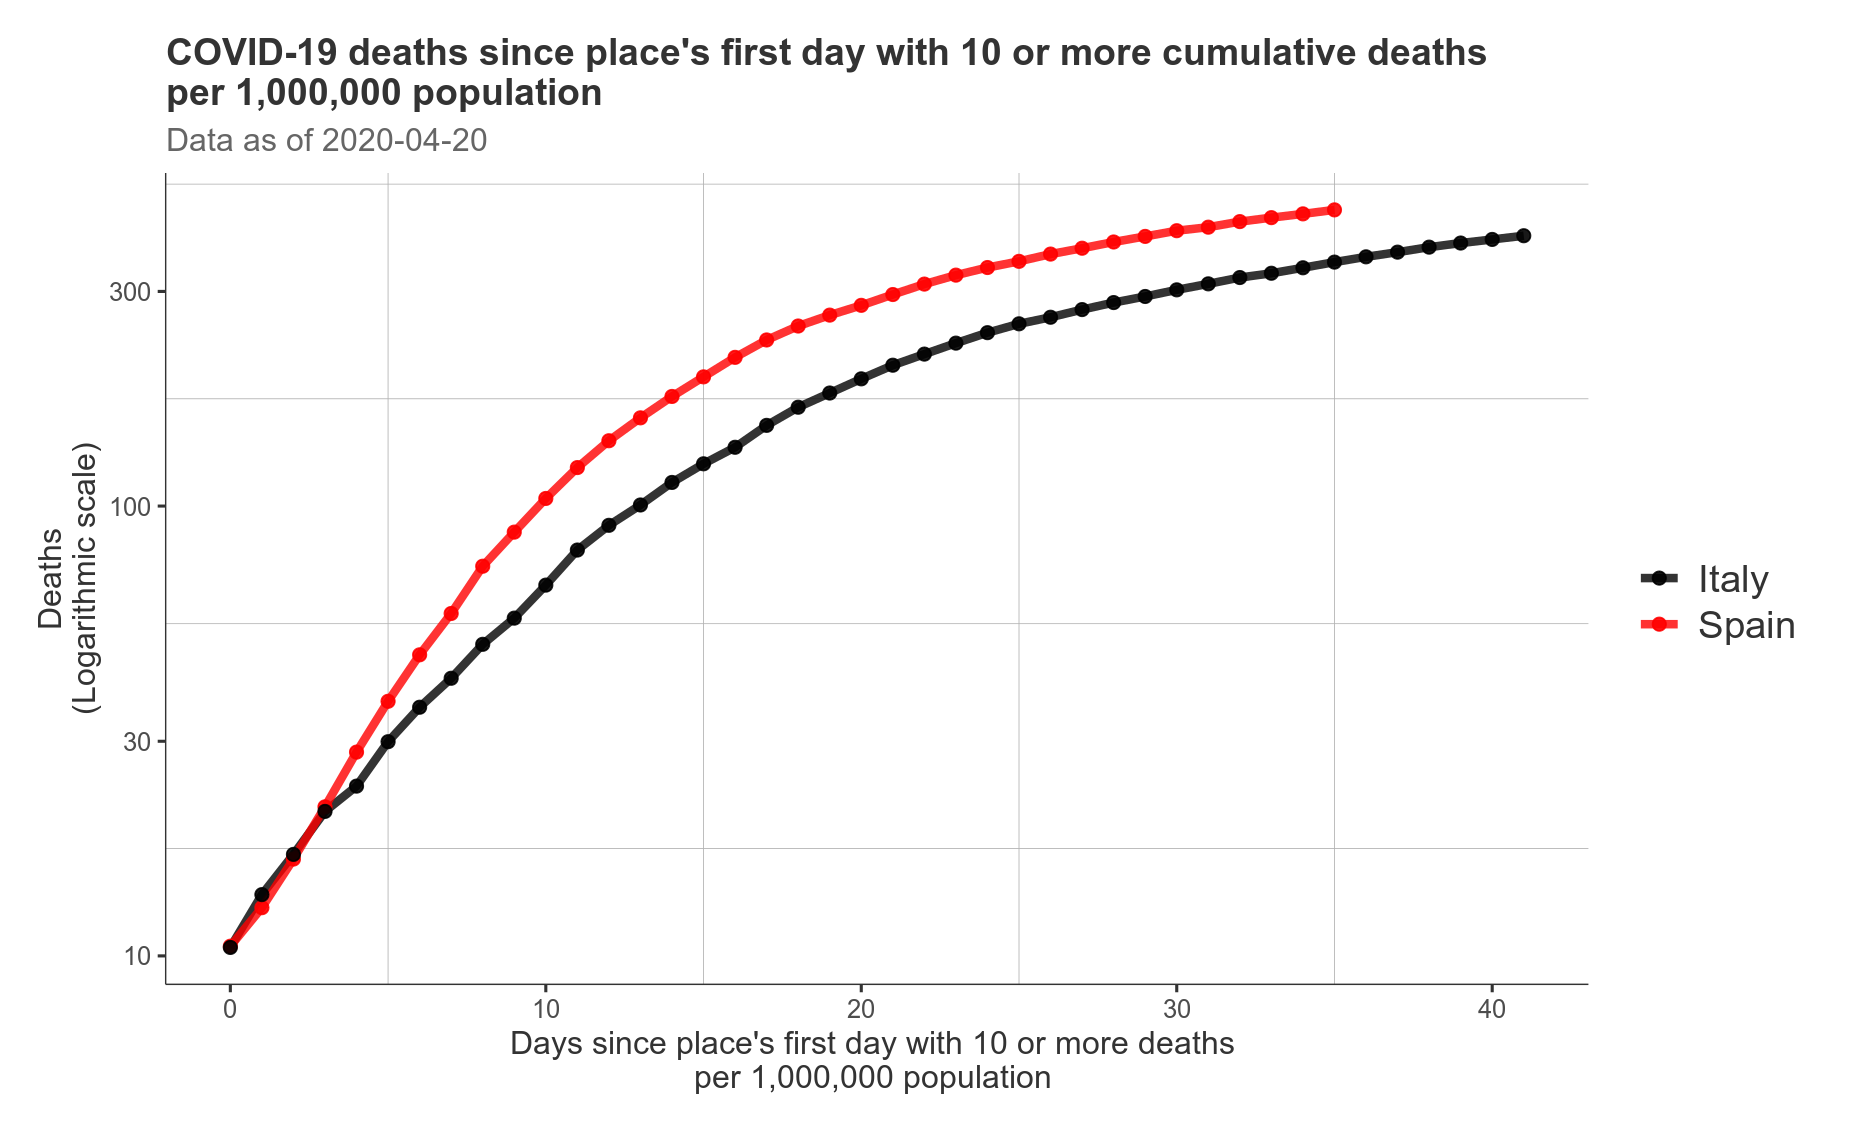 COVID-19 deaths since place's first day with 10 or more cumulative deaths
per 1,000,000 population
Data as of 2020-04-20
Deaths
(Logarithmic scale)
300
100
30
10
0
10
20
30
40
Days since place's first day with 10 or more deaths
per 1,000,000 population
Italy
Spain